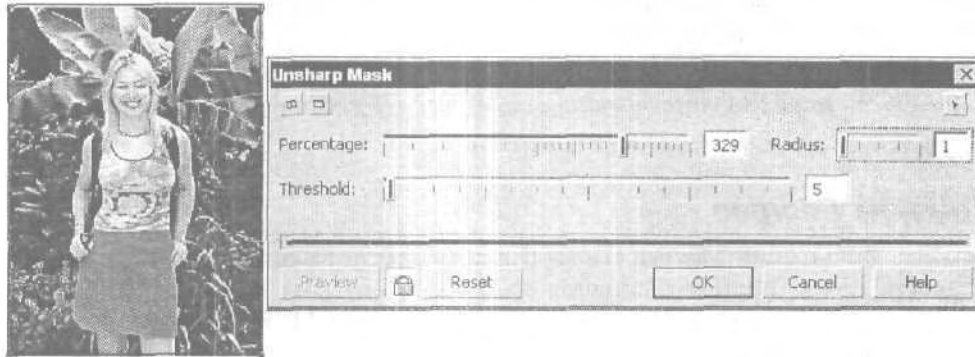 Unsharp Mask
Percentage: 329 Radius: 1
Threshold: 5
Preview Reset OK Cancel Help